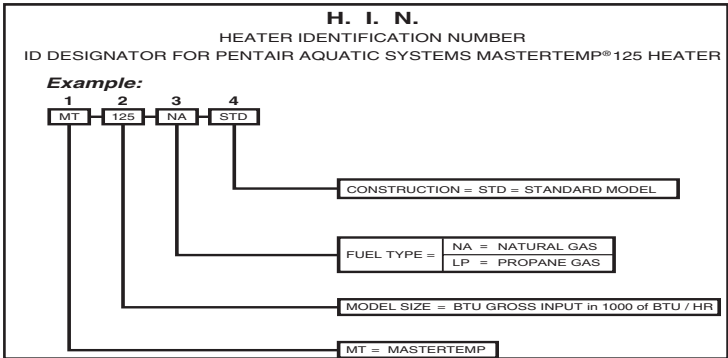 H. I. N.
HEATER IDENTIFICATION NUMBER
ID DESIGNATOR FOR PENTAIR AQUATIC SYSTEMS MASTERTEMP® 125 HEATER
Example:
1 2 3 4
MT 125 NA STD
CONSTRUCTION = STD = STANDARD MODEL
FUEL TYPE =
NA = NATURAL GAS
LP = PROPANE GAS
MODEL SIZE = BTU GROSS INPUT in 1000 of BTU / HR
MT = MASTERTEMP